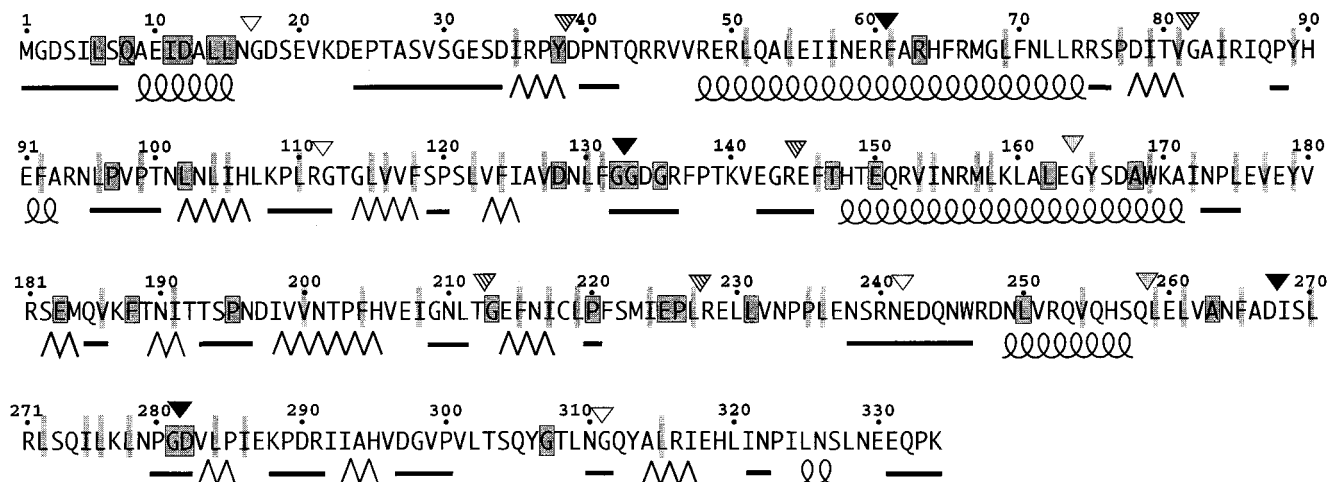 1 10 20 30 40 50 60 70 80 90
MGDSILSQAEIDALLNGDSEVKDEPTASVSGESDIRPYDPNTQRRVVRERLQALEIINERFARHFRMGLFNLLRRSPDITVGAIRIQPYH
91 100 110 120 130 140 150 160 170 180
EFARNLPVPTNLNLIHLKPLRGTGLVVFSPSLVFIAVDNLFGGDGRFPTKVEGREFTHTEQRVINRMLKLALEGYSDAWKAINPLEVEYV
181 190 200 210 220 230 240 250 260 270
RSEMQVKFTNITTSPNDIVVNTPFHVEIGNLTGEFNICLPFSMIEPLRELLVNPPLENSRNEDQNWRDNLVRQVQHSQLELVANFADISL
271 280 290 300 310 320 330
RLSQILKLNPGDVLPIEKPDRIIAHVDGVPVLTSQYGTLNGQYALRIEHLINPILNSLNEEQPK